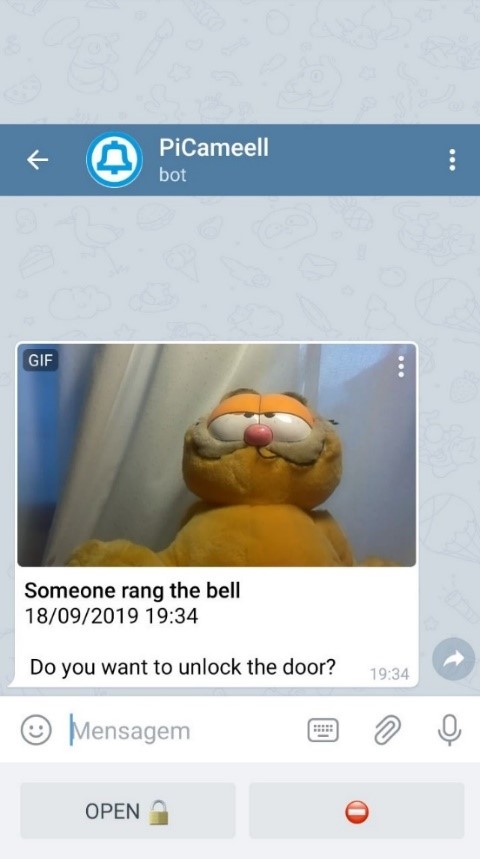 PiCameell
bot
GIF
Someone rang the bell
18/09/2019 19:34
Do you want to unlock the door?
19:34
Mensagem
OPEN 🔓